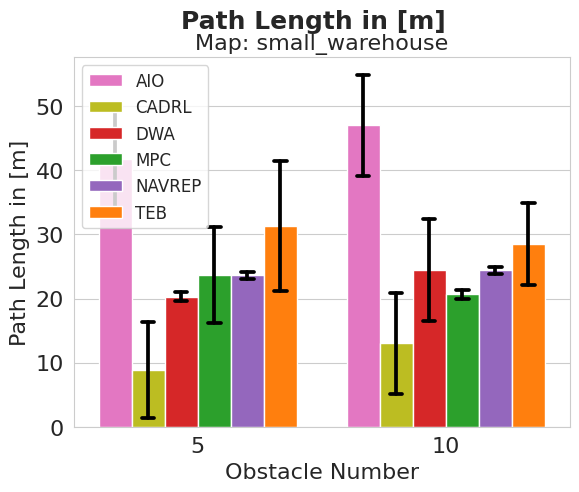 Path Length in [m]
Map: small_warehouse
AIO
CADRL
DWA
MPC
NAVREP
TEB
Path Length in [m]
50
40
30
20
10
0
5
10
Obstacle Number